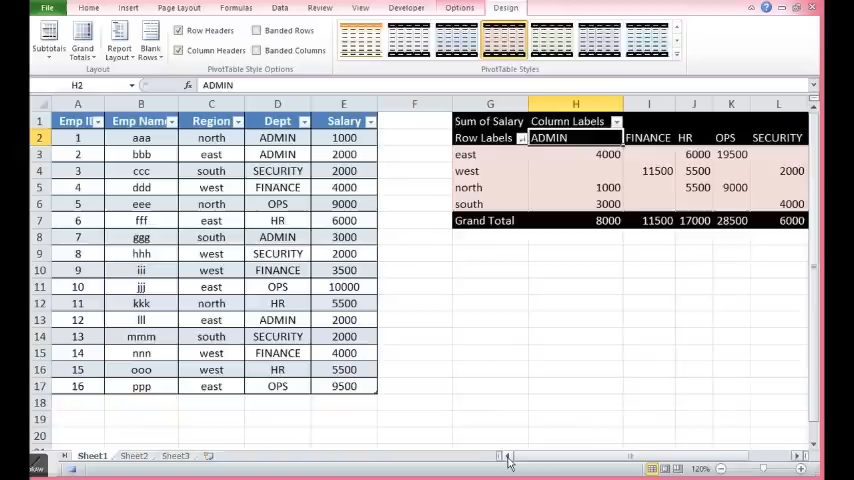 File Home Insert Page Layout Formulas Data Review View Developer Options Design
Subtotals Grand Totals Report Layout Blank Rows
Row Headers Banded Rows
Column Headers Banded Columns
Layout PivotTable Style Options PivotTable Styles
H2 fx ADMIN
A B C D E F G H I J K L
1 Emp ID Emp Name Region Dept Salary Sum of Salary Column Labels
2 1 aaa north ADMIN 1000 Row Labels ADMIN FINANCE HR OPS SECURITY
3 2 bbb east ADMIN 2000 east 4000 6000 19500
4 3 ccc south SECURITY 2000 west 11500 5500 2000
5 4 ddd west FINANCE 4000 north 1000 5500 9000
6 5 eee north OPS 9000 south 3000 4000
7 6 fff east HR 6000 Grand Total 8000 11500 17000 28500 6000
8 7 ggg south ADMIN 3000
9 8 hhh west SECURITY 2000
10 9 iii west FINANCE 3500
11 10 jjj east OPS 10000
12 11 kkk north HR 5500
13 12 lll east ADMIN 2000
14 13 mmm south SECURITY 2000
15 14 nnn west FINANCE 4000
16 15 ooo west HR 5500
17 16 ppp east OPS 9500
18
19
20
Sheet1 Sheet2 Sheet3
120%